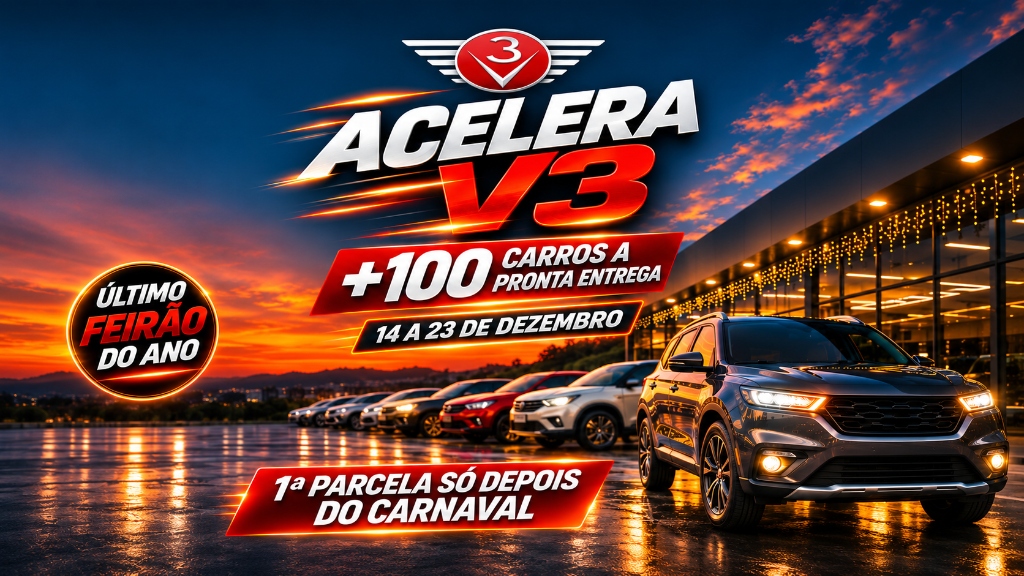 3
ACELERA
V3
+100 CARROS A
PRONTA ENTREGA
14 A 23 DE DEZEMBRO
ÚLTIMO
FEIRÃO
DO ANO
1ª PARCELA SÓ DEPOIS
DO CARNAVAL